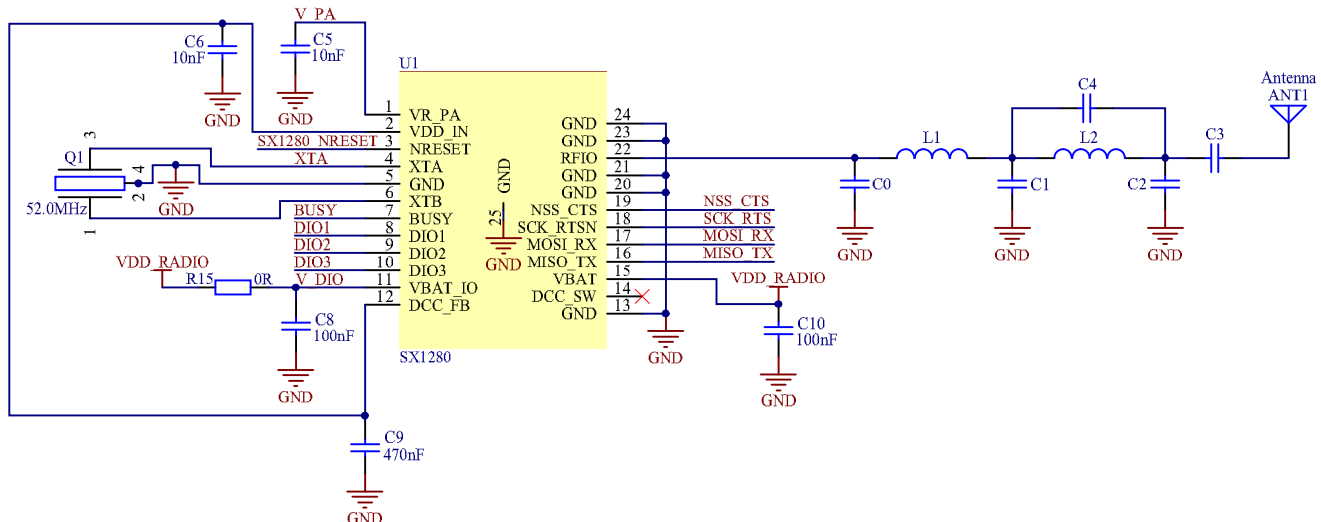 V_PA
C6
10nF
GND
C5
10nF
GND
U1
1 VR_PA
2 VDD_IN
SX1280_NRESET 3 NRESET
XTA 4 XTA
5 GND
6 XTB
BUSY 7 BUSY
DIO1 8 DIO1
DIO2 9 DIO2
DIO3 10 DIO3
V_DIO 11 VBAT_IO
12 DCC_FB
GND
25
GND
GND 24
GND 23
RFIO 22
GND 21
GND 20
NSS_CTS 19 NSS_CTS
SCK_RTSN 18 SCK_RTS
MOSI_RX 17 MOSI_RX
MISO_TX 16 MISO_TX
VBAT 15
DCC_SW 14
GND 13
SX1280
3
Q1
4
2
GND
52.0MHz
1
VDD_RADIO
R15 0R
C8
100nF
GND
C9
470nF
GND
GND
VDD_RADIO
C10
100nF
GND
C0
GND
L1
C1
GND
C4
L2
C2
GND
C3
Antenna
ANT1